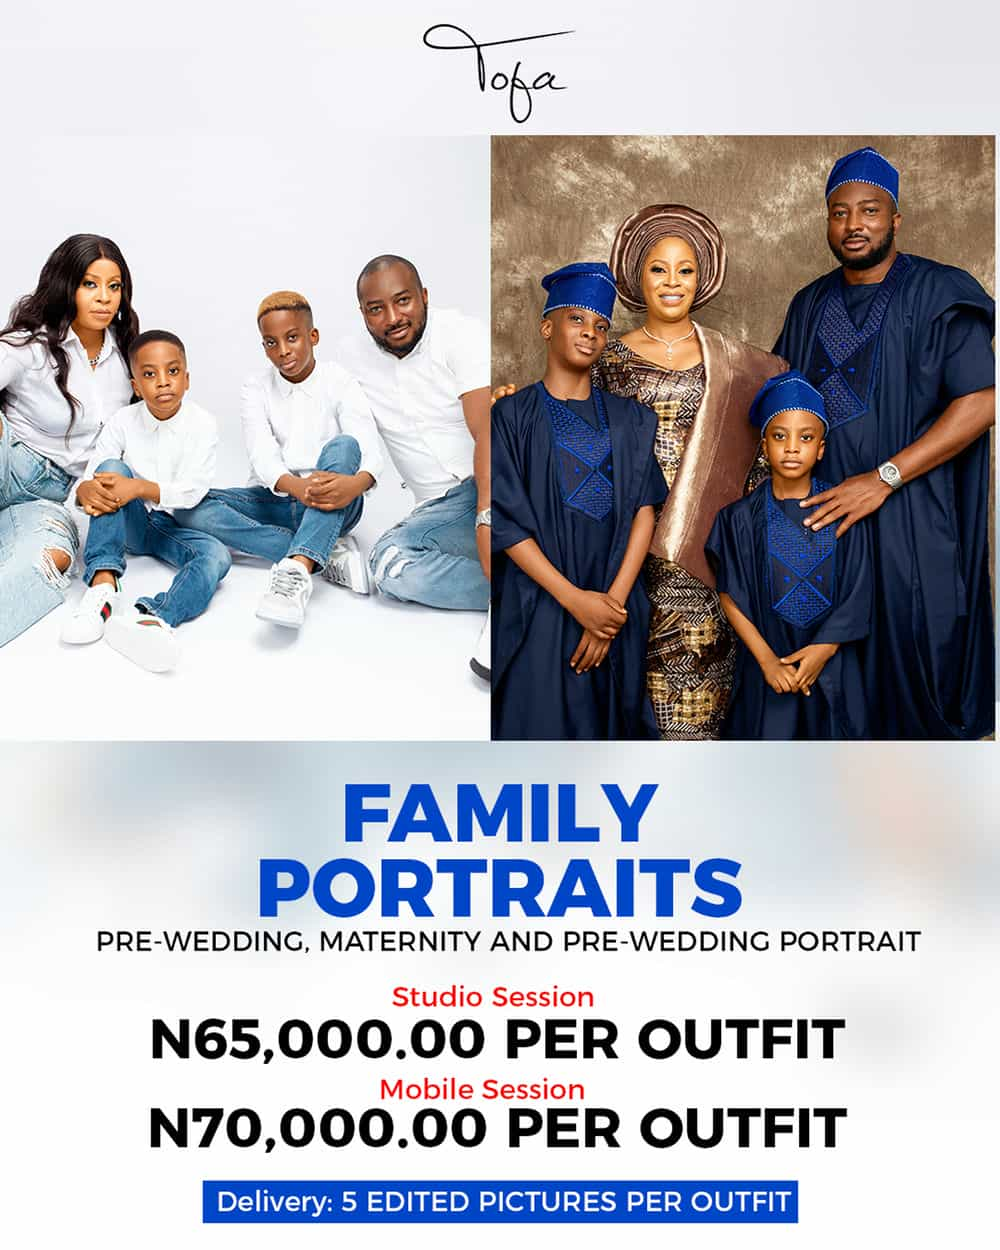 Tofa
FAMILY
PORTRAITS
PRE-WEDDING, MATERNITY AND PRE-WEDDING PORTRAIT
Studio Session
N65,000.00 PER OUTFIT
Mobile Session
N70,000.00 PER OUTFIT
Delivery: 5 EDITED PICTURES PER OUTFIT